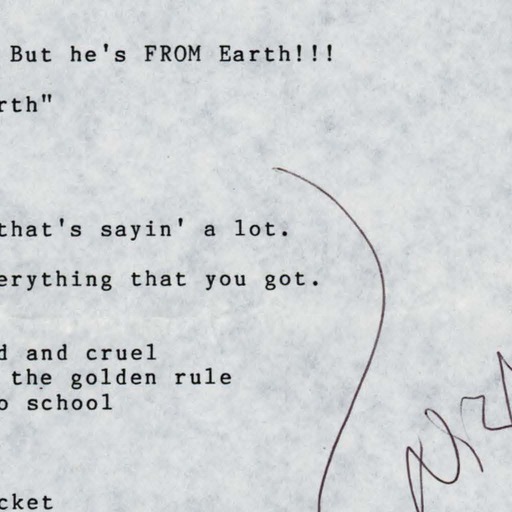 But he's FROM Earth!!!
rth"
that's sayin' a lot.
erything that you got.
d and cruel
the golden rule
o school
cket